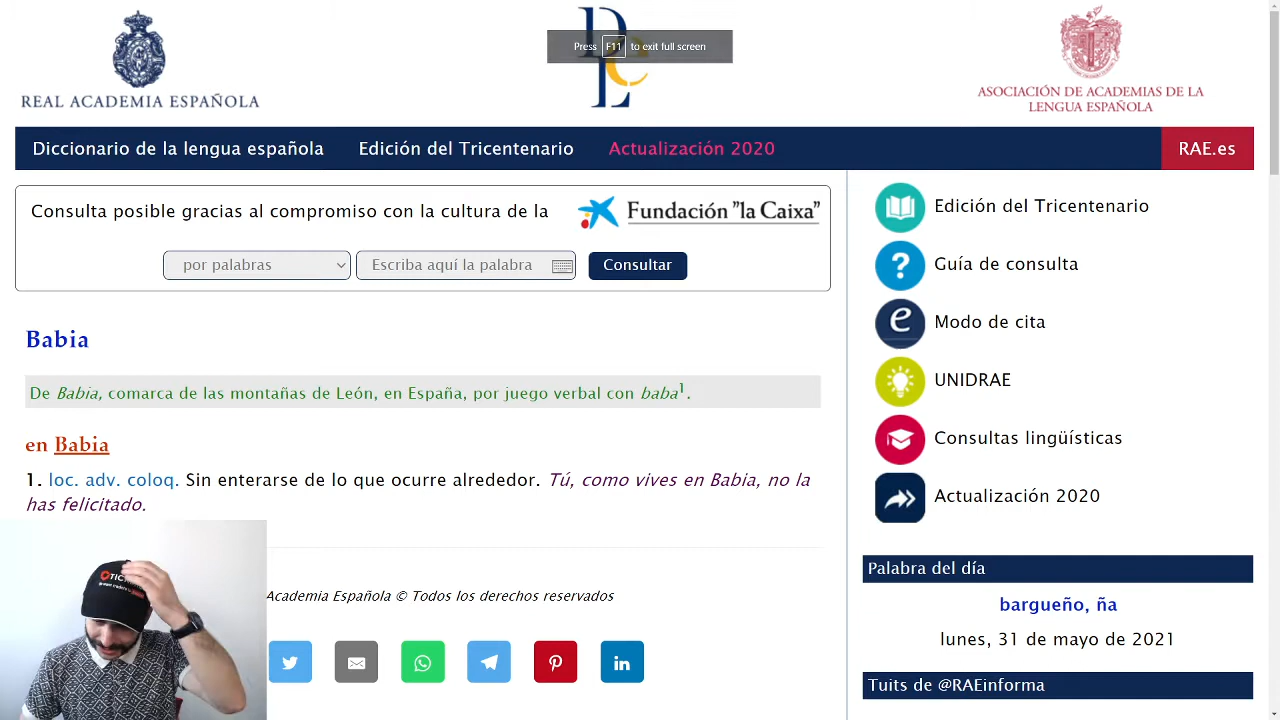 Press F11 to exit full screen
REAL ACADEMIA ESPAÑOLA
ASOCIACIÓN DE ACADEMIAS DE LA
LENGUA ESPAÑOLA
Diccionario de la lengua española
Edición del Tricentenario
Actualización 2020
RAE.es
Consulta posible gracias al compromiso con la cultura de la
Fundación "la Caixa"
por palabras
Escriba aquí la palabra
Consultar
Babia
De Babia, comarca de las montañas de León, en España, por juego verbal con baba¹.
en Babia
1. loc. adv. coloq. Sin enterarse de lo que ocurre alrededor. Tú, como vives en Babia, no la
has felicitado.
Academia Española © Todos los derechos reservados
Edición del Tricentenario
Guía de consulta
Modo de cita
UNIDRAE
Consultas lingüísticas
Actualización 2020
Palabra del día
bargueño, ña
lunes, 31 de mayo de 2021
Tuits de @RAEinforma